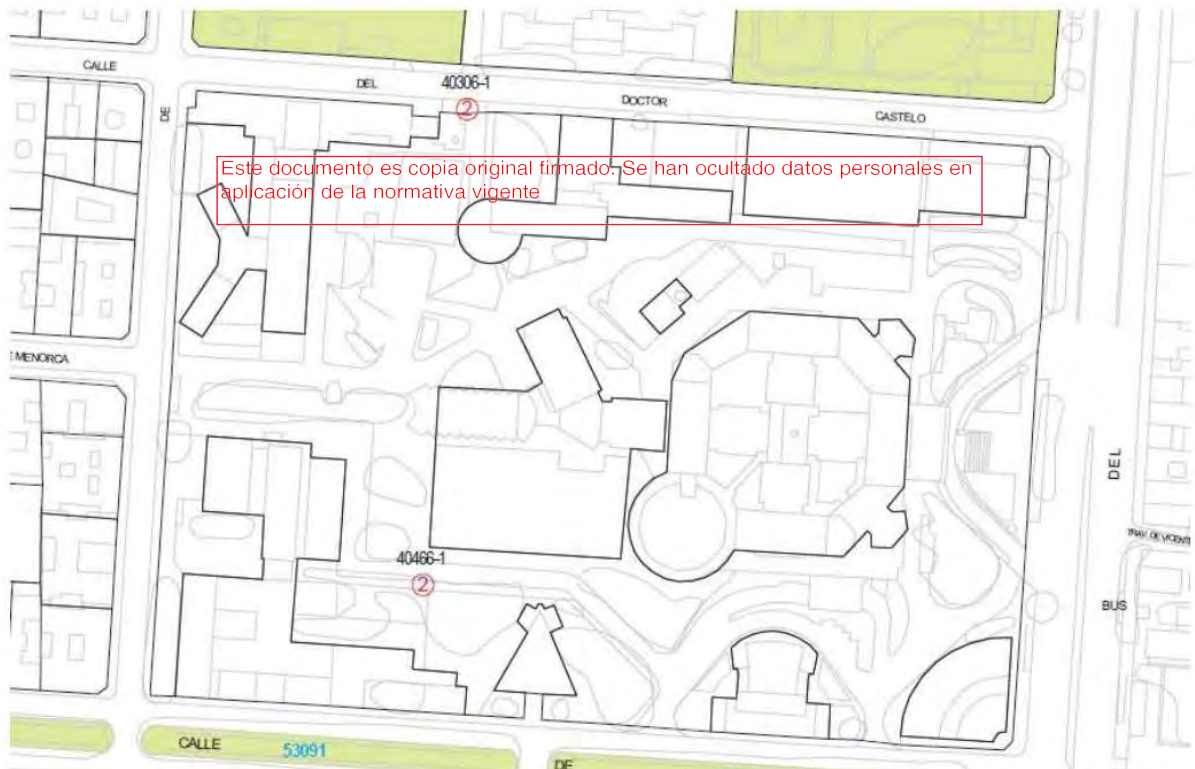 CALLE
DEL
40306-1
2
DOCTOR
CASTELO
DE
Este documento es copia original firmado. Se han ocultado datos personales en
aplicación de la normativa vigente
E MENORCA
DEL
40466-1
2
TRAV. DE VICENTE
BUS
CALLE
53091
DE